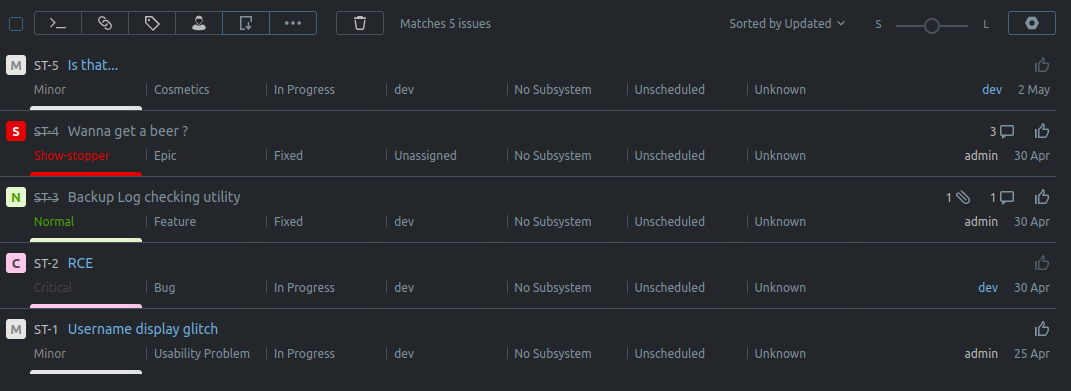 Matches 5 issues Sorted by Updated S L
M ST-5 Is that...
Minor Cosmetics In Progress dev No Subsystem Unscheduled Unknown dev 2 May
S ST-4 Wanna get a beer ? 3
Show-stopper Epic Fixed Unassigned No Subsystem Unscheduled Unknown admin 30 Apr
N ST-3 Backup Log checking utility 1 1
Normal Feature Fixed dev No Subsystem Unscheduled Unknown admin 30 Apr
C ST-2 RCE
Critical Bug In Progress dev No Subsystem Unscheduled Unknown dev 30 Apr
M ST-1 Username display glitch
Minor Usability Problem In Progress dev No Subsystem Unscheduled Unknown admin 25 Apr